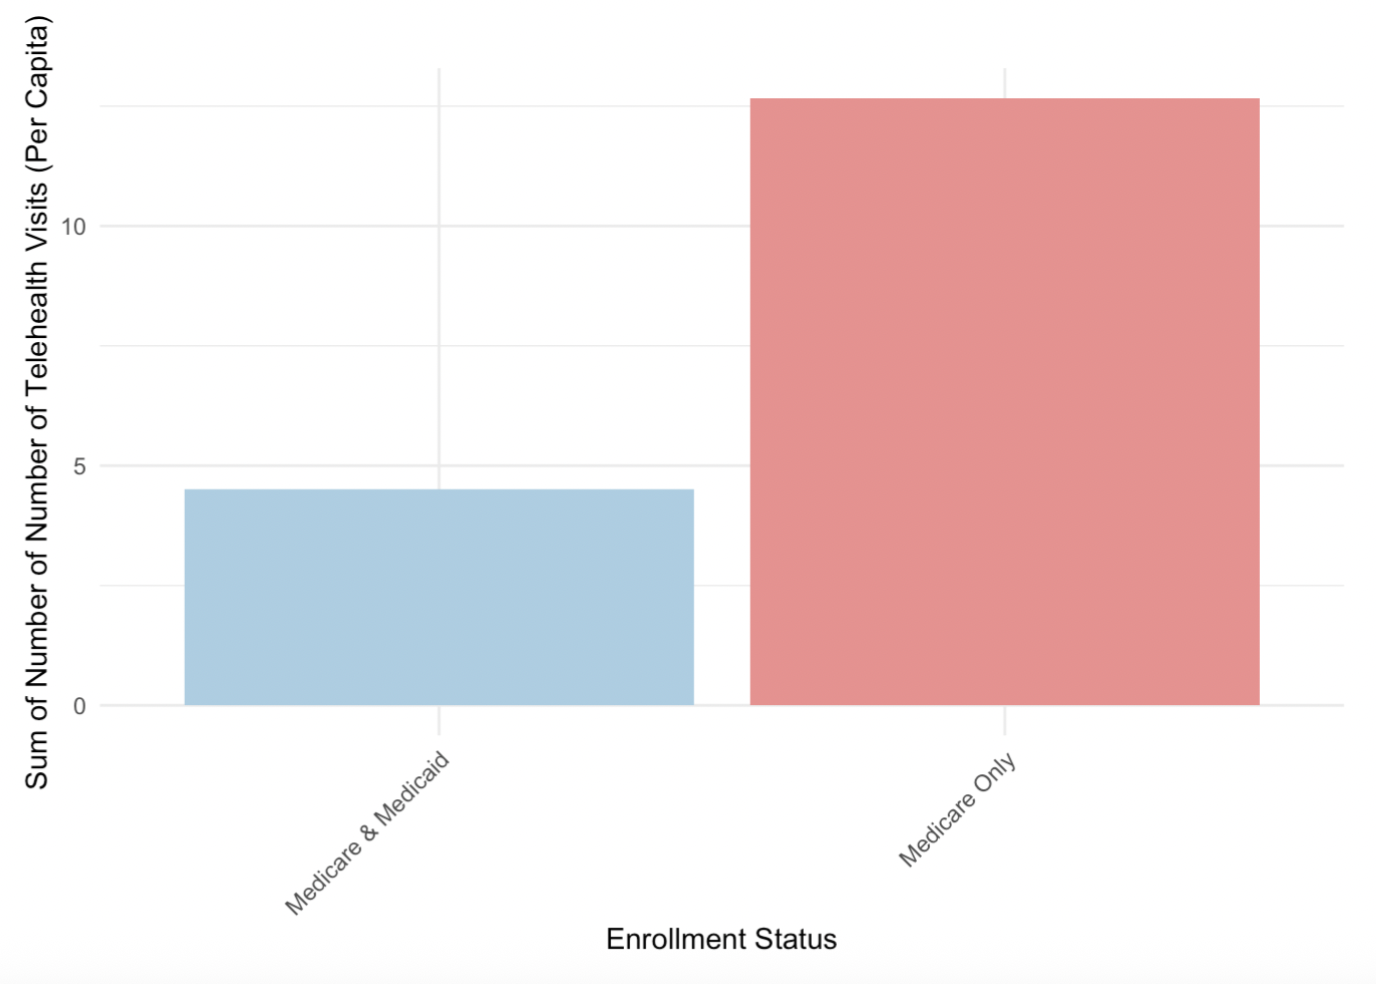 Sum of Number of Number of Telehealth Visits (Per Capita)
10
5
0
Medicare & Medicaid
Medicare Only
Enrollment Status